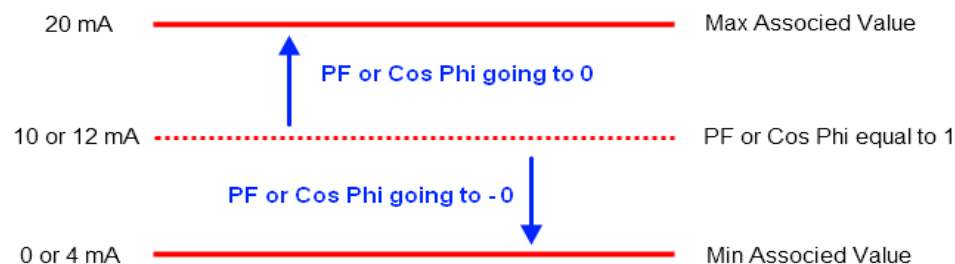 20 mA
Max Associed Value
PF or Cos Phi going to 0
10 or 12 mA
PF or Cos Phi equal to 1
PF or Cos Phi going to - 0
0 or 4 mA
Min Associed Value